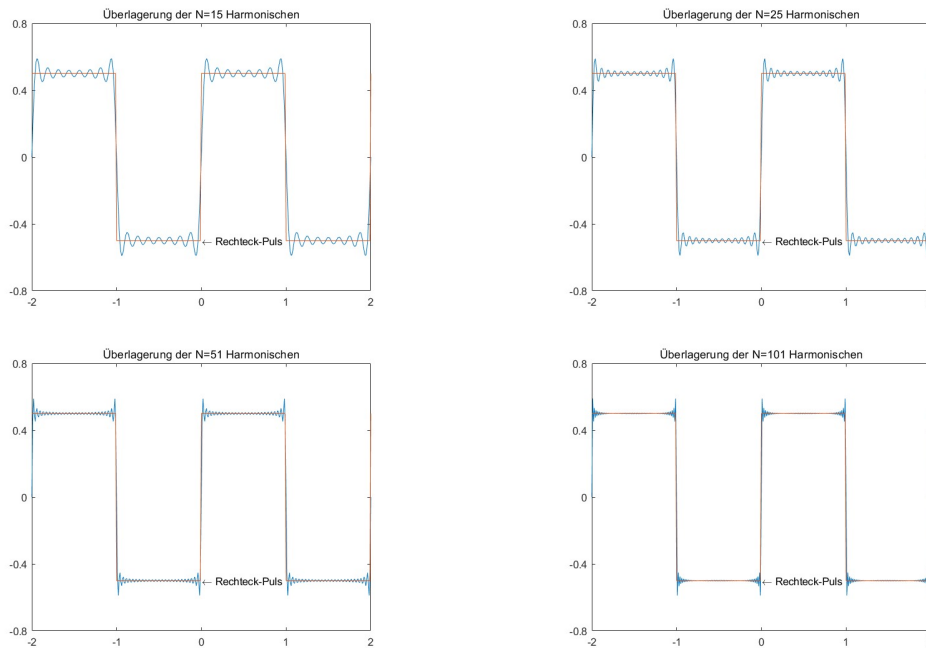 Überlagerung der N=15 Harmonischen
0.8
0.4
0
-0.4
-0.8
← Rechteck-Puls
-2 -1 0 1 2
Überlagerung der N=25 Harmonischen
0.8
0.4
0
-0.4
-0.8
← Rechteck-Puls
-2 -1 0 1
Überlagerung der N=51 Harmonischen
0.8
0.4
0
-0.4
-0.8
← Rechteck-Puls
-2 -1 0 1 2
Überlagerung der N=101 Harmonischen
0.8
0.4
0
-0.4
-0.8
← Rechteck-Puls
-2 -1 0 1